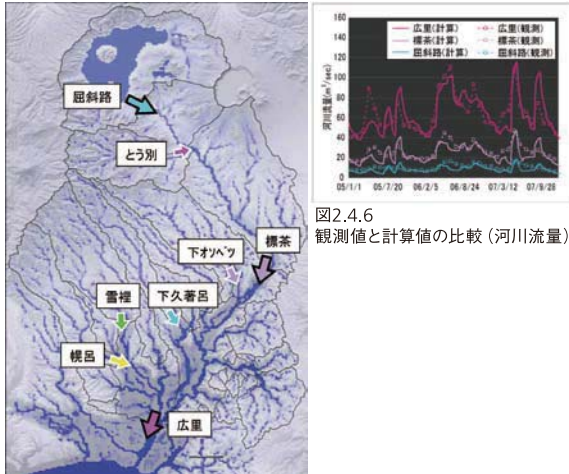 屈斜路
とう別
下オソベツ
標茶
雪裡
下久著呂
幌呂
広里
広里(計算)
広里(観測)
標茶(計算)
標茶(観測)
屈斜路(計算)
屈斜路(観測)
河川流量(m³/sec)
160
140
120
100
80
60
40
20
0
05/1/1
05/7/20
06/2/5
06/8/24
07/3/12
07/9/28
図2.4.6
観測値と計算値の比較(河川流量)